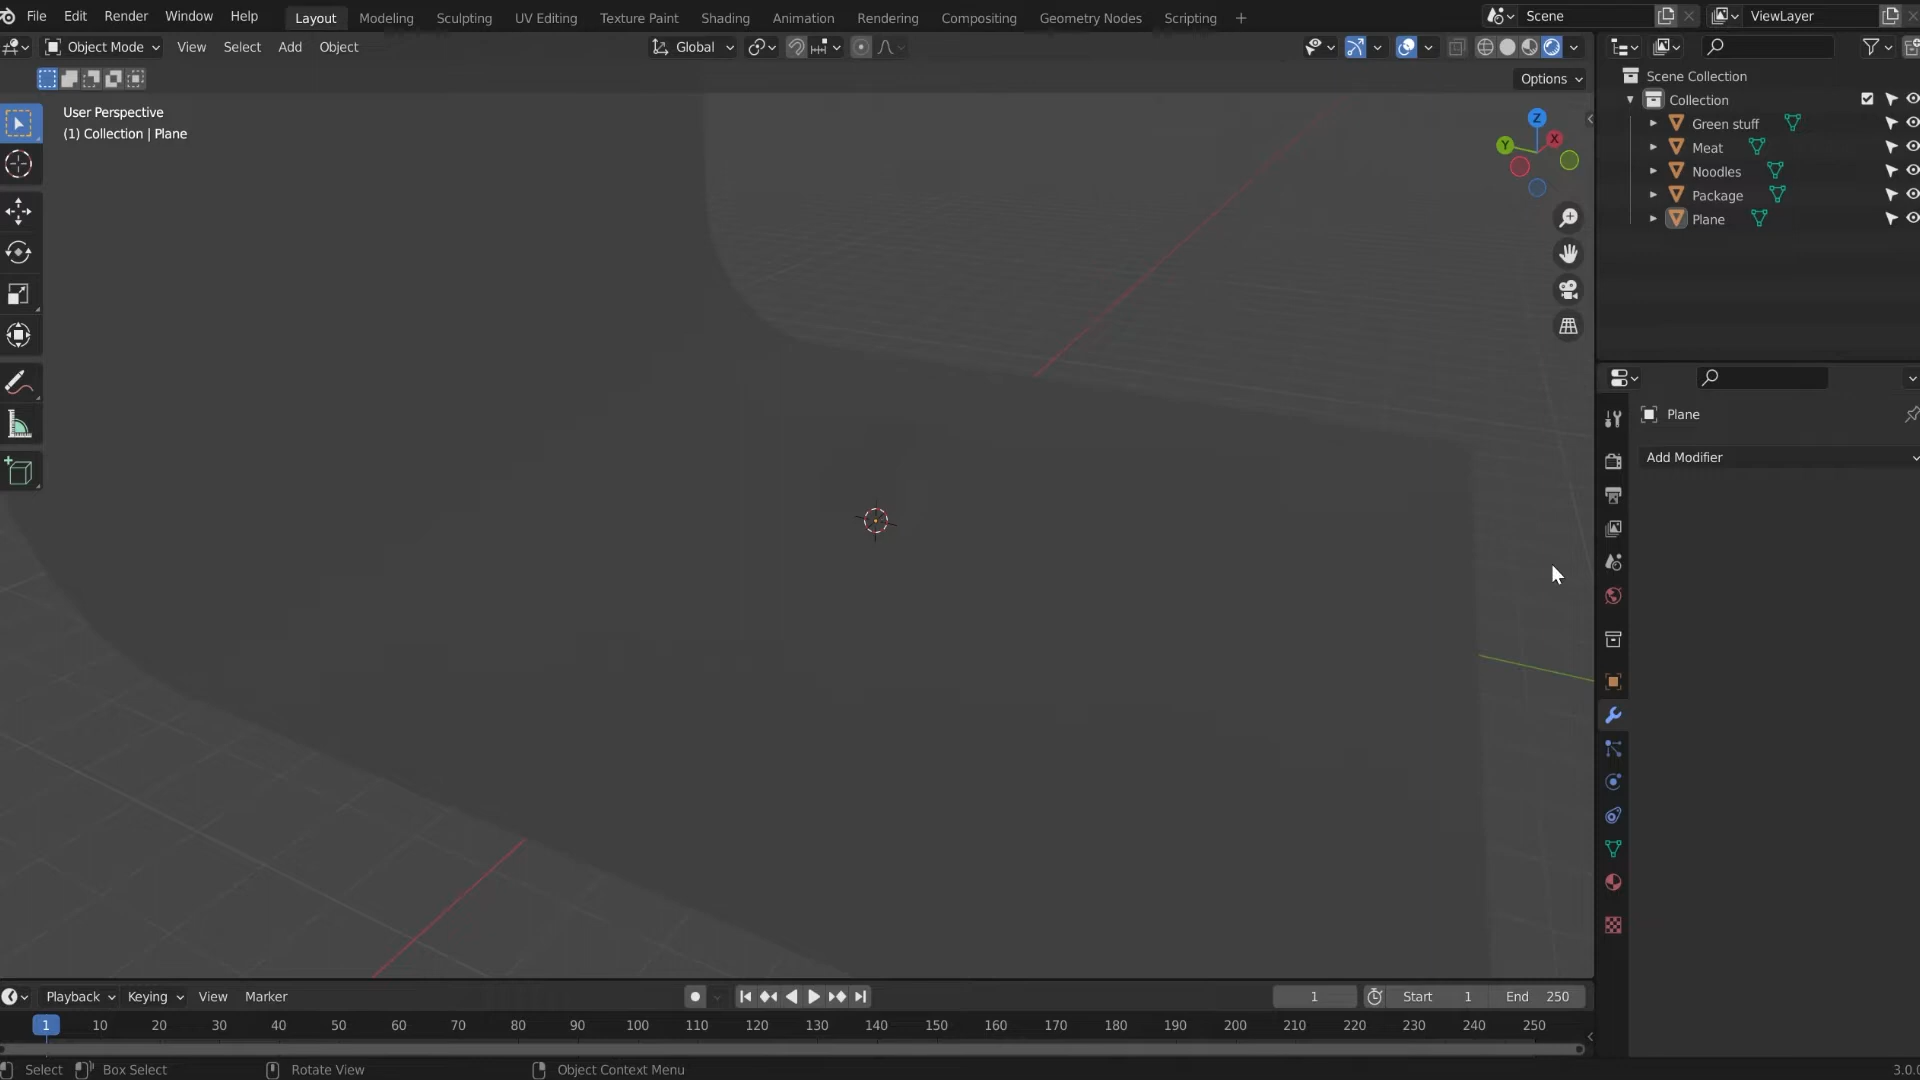 File Edit Render Window Help Layout Modeling Sculpting UV Editing Texture Paint Shading Animation Rendering Compositing Geometry Nodes Scripting + Scene ViewLayer
Object Mode View Select Add Object Global
Options
User Perspective
(1) Collection | Plane
Z
Y
X
Scene Collection
Collection
Green stuff
Meat
Noodles
Package
Plane
Plane
Add Modifier
Playback Keying View Marker 1 Start 1 End 250
1 10 20 30 40 50 60 70 80 90 100 110 120 130 140 150 160 170 180 190 200 210 220 230 240 250
Select Box Select Rotate View Object Context Menu 3.0.